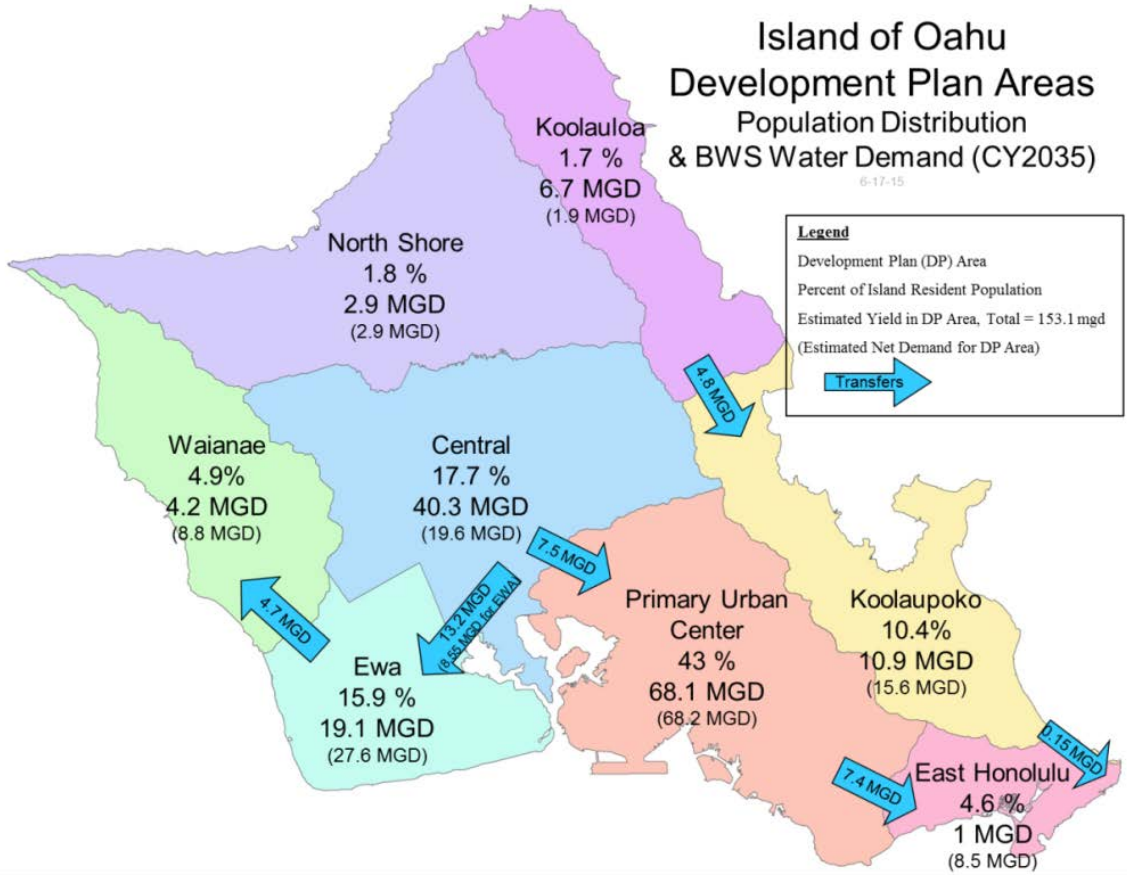 Island of Oahu
Development Plan Areas
Population Distribution
& BWS Water Demand (CY2035)
6-17-15
Legend
Development Plan (DP) Area
Percent of Island Resident Population
Estimated Yield in DP Area, Total = 153.1 mgd
(Estimated Net Demand for DP Area)
Transfers
Koolauloa
1.7 %
6.7 MGD
(1.9 MGD)
North Shore
1.8 %
2.9 MGD
(2.9 MGD)
4.8 MGD
Waianae
4.9%
4.2 MGD
(8.8 MGD)
Central
17.7 %
40.3 MGD
(19.6 MGD)
7.5 MGD
13.2 MGD
(8.55 MGD for EWA)
4.7 MGD
Ewa
15.9 %
19.1 MGD
(27.6 MGD)
Primary Urban
Center
43 %
68.1 MGD
(68.2 MGD)
Koolaupoko
10.4%
10.9 MGD
(15.6 MGD)
0.15 MGD
7.4 MGD
East Honolulu
4.6 %
1 MGD
(8.5 MGD)